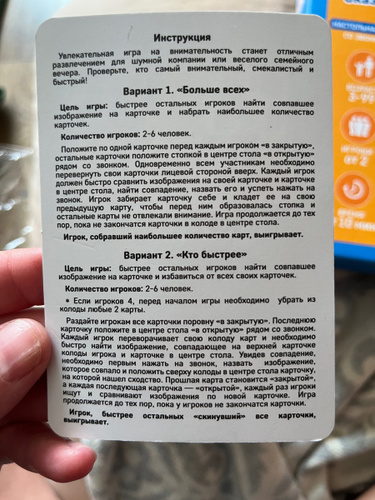 Инструкция
Увлекательная игра на внимательность станет отличным
развлечением для шумной компании или веселого семейного
вечера. Проверьте, кто самый внимательный, смекалистый и
быстрый!
Вариант 1. «Больше всех»
Цель игры: быстрее остальных игроков найти совпавшее
изображение на карточке и набрать наибольшее количество
карточек.
Количество игроков: 2-6 человек.
Положите по одной карточке перед каждым игроком «в закрытую»,
остальные карточки положите стопкой в центре стола «в открытую»
рядом со звонком. Одновременно всем участникам необходимо
перевернуть свои карточки лицевой стороной вверх. Каждый игрок
должен быстро сравнить изображения на своей карточке и карточке
в центре стола, найти совпадение, назвать его и успеть нажать на
звонок. Игрок забирает карточку себе и кладет ее на свою
предыдущую карту, чтобы перед ним образовалась стопка и
остальные карты не отвлекали внимание. Игра продолжается до тех
пор, пока не закончатся карточки в колоде в центре стола.
Игрок, собравший наибольшее количество карт, выигрывает.
Вариант 2. «Кто быстрее»
Цель игры: быстрее остальных игроков найти совпавшее
изображение на карточке и избавиться от всех своих карточек.
Количество игроков: 2-6 человек.
* Если игроков 4, перед началом игры необходимо убрать из
колоды любые 2 карты.
Раздайте игрокам все карточки поровну «в закрытую». Последнюю
карточку положите в центре стола «в открытую» рядом со звонком.
Каждый игрок переворачивает свою колоду карт и необходимо
быстро найти изображение, совпадающее на верхней карточке
колоды игрока и карточке в центре стола. Увидев совпадение,
необходимо первым нажать на звонок, назвать изображение,
которое совпало и положить сверху колоды в центре стола карточку,
на которой нашел сходство. Прошлая карта становится «закрытой»,
а каждая последующая карточка — «открытой», каждый раз игроки
ищут и сравнивают изображения по новой карточке. Игра
продолжается до тех пор, пока у игроков не закончатся карточки.
Игрок, быстрее остальных «скинувший» все карточки,
выигрывает.
ИГРОКИ
ОТ 2